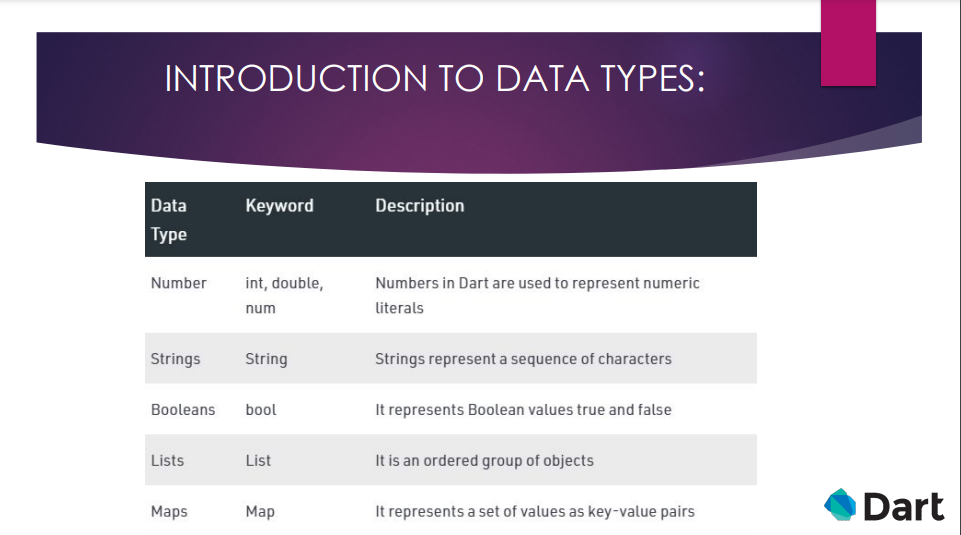 INTRODUCTION TO DATA TYPES:
Data Type Keyword Description
Number int, double, num Numbers in Dart are used to represent numeric literals
Strings String Strings represent a sequence of characters
Booleans bool It represents Boolean values true and false
Lists List It is an ordered group of objects
Maps Map It represents a set of values as key-value pairs
Dart